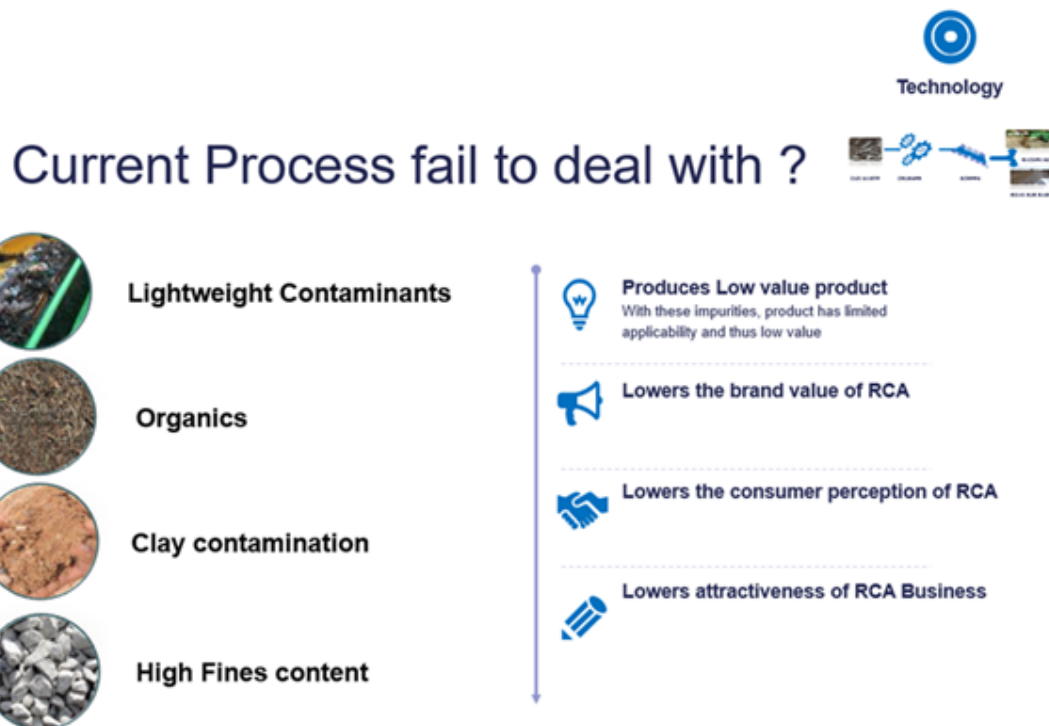 Technology
Current Process fail to deal with ?
Lightweight Contaminants
Organics
Clay contamination
High Fines content
Produces Low value product
With these impurities, product has limited
applicability and thus low value
Lowers the brand value of RCA
Lowers the consumer perception of RCA
Lowers attractiveness of RCA Business